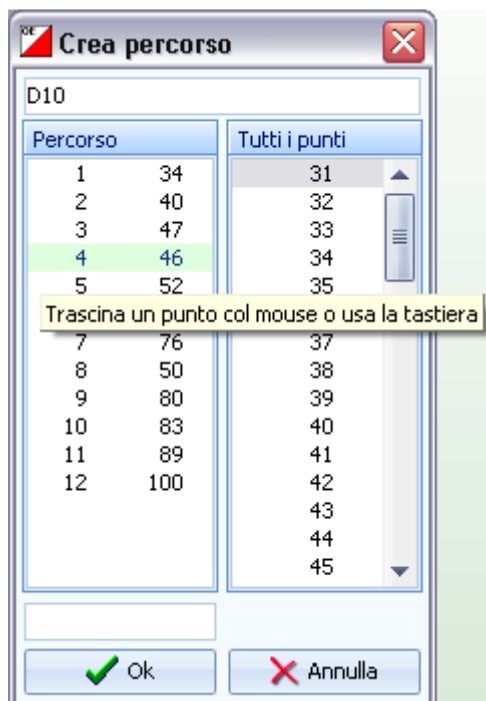 OE Crea percorso
D10
Percorso Tutti i punti
1 34 31
2 40 32
3 47 33
4 46 34
5 52 35
Trascina un punto col mouse o usa la tastiera
7 76 37
8 50 38
9 80 39
10 83 40
11 89 41
12 100 42
43
44
45
Ok Annulla